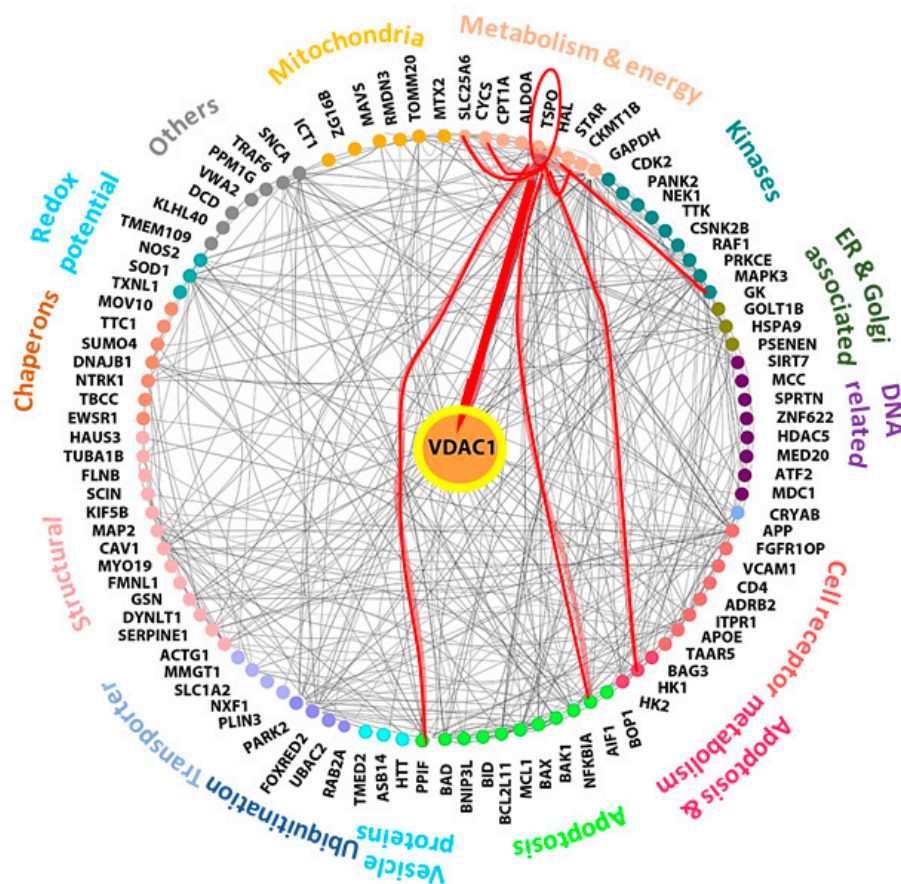 Mitochondria
ZG16B
MAVS
RMDN3
TOMM20
MTX2
Metabolism & energy
SLC25A6
CYCS
CPT1A
ALDOA
TSPO
HAL
STAR
CKMT1B
GAPDH
Kinases
CDK2
PANK2
NEK1
TTK
CSNK2B
RAF1
PRKCE
MAPK3
GK
ER & Golgi
associated
GOLT1B
HSPA9
PSENEN
DNA
related
SIRT7
MCC
SPRTN
ZNF622
HDAC5
MED20
ATF2
MDC1
CRYAB
Cell receptor
APP
FGFR1OP
VCAM1
CD4
ADRB2
ITPR1
APOE
TAAR5
BAG3
Apoptosis &
metabolism
HK1
HK2
Apoptosis
BOP1
AIF1
NFKBIA
BAK1
BAX
MCL1
BCL2L11
BID
BNIP3L
BAD
PPIF
Vesicle
proteins
HTT
ASB14
TMED2
Ubiquitination
RAB2A
UBAC2
FOXRED2
PARK2
Transporter
PLIN3
NXF1
SLC1A2
MMGT1
Structural
ACTG1
SERPINE1
DYNLT1
GSN
FMNL1
MYO19
CAV1
MAP2
KIF5B
SCIN
FLNB
TUBA1B
HAUS3
Chaperons
EWSR1
TBCC
NTRK1
DNAJB1
SUMO4
TTC1
MOV10
Redox
potential
TXNL1
SOD1
NOS2
Others
TMEM109
KLHL40
DCD
VWA2
PPM1G
TRAF6
SNCA
ICT1
VDAC1